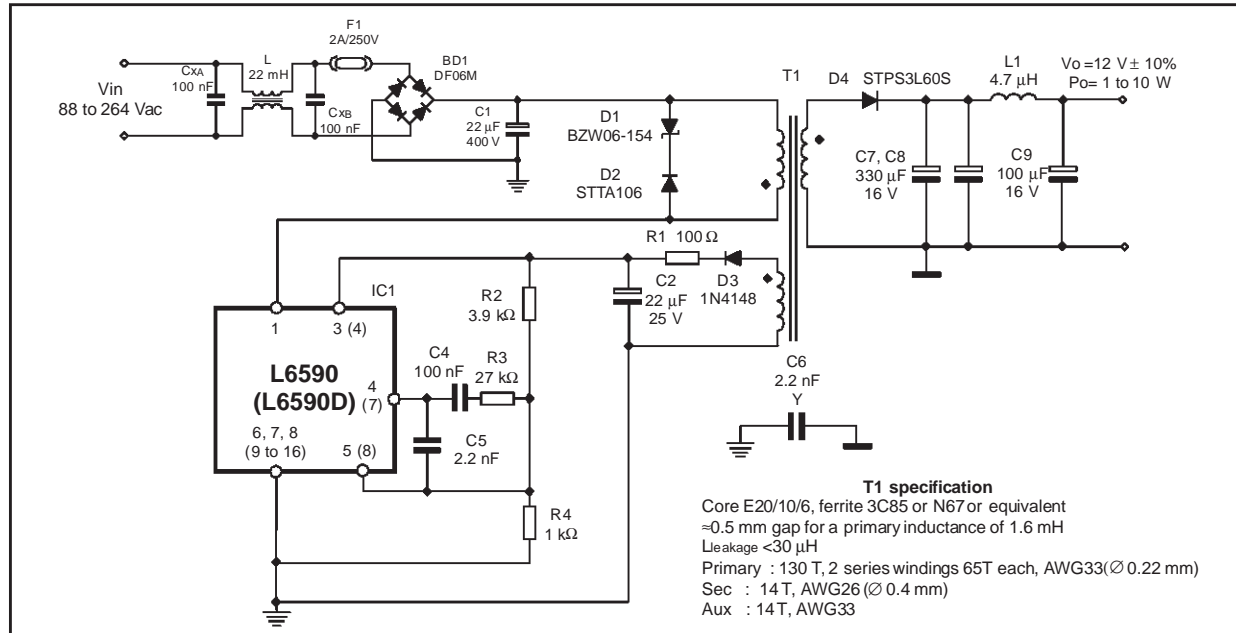 F1
2A/250V
CXA
100 nF
L
22 mH
BD1
DF06M
T1
D4 STPS3L60S
L1
4.7 μH
Vo =12 V ± 10%
Po= 1 to 10 W
Vin
88 to 264 Vac
CXB
100 nF
C1
22 μF
400 V
D1
BZW06-154
D2
STTA106
C7, C8
330 μF
16 V
C9
100 μF
16 V
R1 100 Ω
IC1
R2
3.9 kΩ
C2
22 μF
25 V
D3
1N4148
1
3 (4)
L6590
(L6590D)
4
(7)
C4
100 nF
R3
27 kΩ
C6
2.2 nF
Y
6, 7, 8
(9 to 16)
5 (8)
C5
2.2 nF
R4
1 kΩ
T1 specification
Core E20/10/6, ferrite 3C85 or N67 or equivalent
≈0.5 mm gap for a primary inductance of 1.6 mH
Lleakage <30 μH
Primary : 130 T, 2 series windings 65T each, AWG33 (∅ 0.22 mm)
Sec : 14 T, AWG26 (∅ 0.4 mm)
Aux : 14 T, AWG33